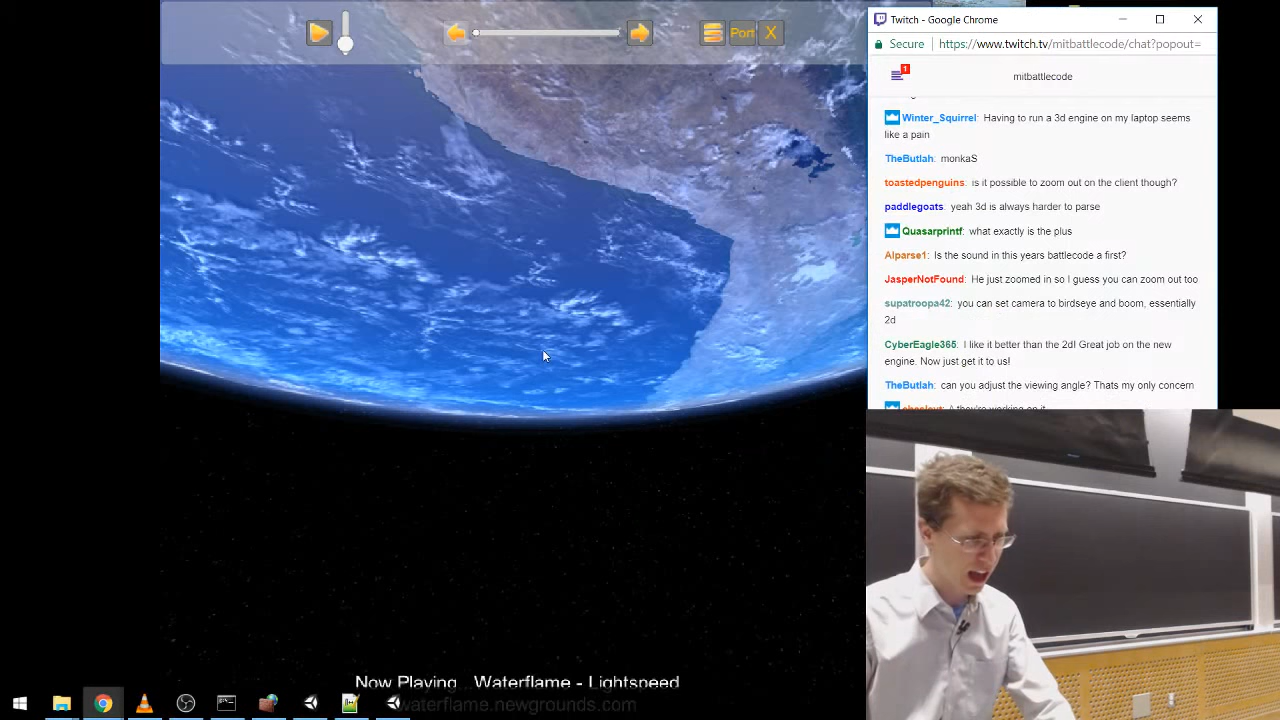 Port
X
Twitch - Google Chrome
Secure
https://www.twitch.tv/mitbattlecode/chat?popout=
1
mitbattlecode
Winter_Squirrel: Having to run a 3d engine on my laptop seems
like a pain
TheButlah: monkaS
toastedpenguins: is it possible to zoom out on the client though?
paddlegoats: yeah 3d is always harder to parse
Quasarprintf: what exactly is the plus
Alparse1: Is the sound in this years battlecode a first?
JasperNotFound: He just zoomed in so I guess you can zoom out too
supatroopa42: you can set camera to birdseye and boom, essentially
2d
CyberEagle365: I like it better than the 2d! Great job on the new
engine. Now just get it to us!
TheButlah: can you adjust the viewing angle? Thats my only concern
they're working on it
Now Playing Waterflame - Lightspeed
waterflame.newgrounds.com